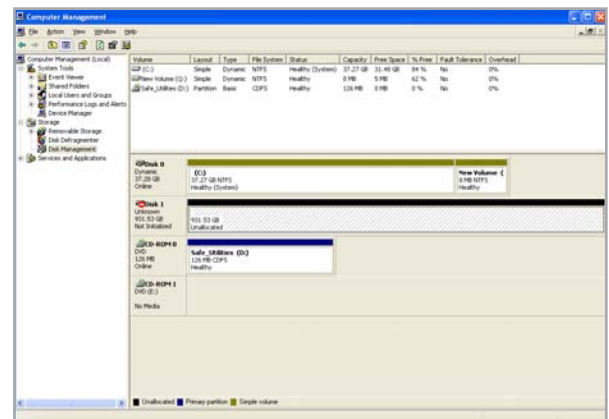 Computer Management
File Action View Window Help
Computer Management (Local)
System Tools
Event Viewer
Shared Folders
Local Users and Groups
Performance Logs and Alerts
Device Manager
Storage
Removable Storage
Disk Defragmenter
Disk Management
Services and Applications
Volume Layout Type File System Status Capacity Free Space % Free Fault Tolerance Overhead
(C:) Simple Dynamic NTFS Healthy (System) 37.27 GB 31.48 GB 84 % No 0%
New Volume (Q:) Simple Dynamic NTFS Healthy 8 MB 5 MB 62 % No 0%
Safe_Utilities (D:) Partition Basic CDFS Healthy 126 MB 0 MB 0 % No 0%
Disk 0
Dynamic
37.28 GB
Online
(C:)
37.27 GB NTFS
Healthy (System)
New Volume (
8 MB NTFS
Healthy
Disk 1
Unknown
931.53 GB
Not Initialized
931.53 GB
Unallocated
CD-ROM 0
DVD
126 MB
Online
Safe_Utilities (D:)
126 MB CDFS
Healthy
CD-ROM 1
DVD (E:)
No Media
Unallocated Primary partition Simple volume